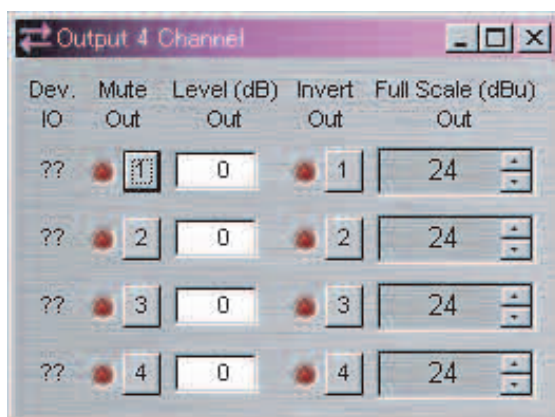 Output 4 Channel
Dev. Mute Level (dB) Invert Full Scale (dBu)
IO Out Out Out Out
?? 1 0 1 24
?? 2 0 2 24
?? 3 0 3 24
?? 4 0 4 24